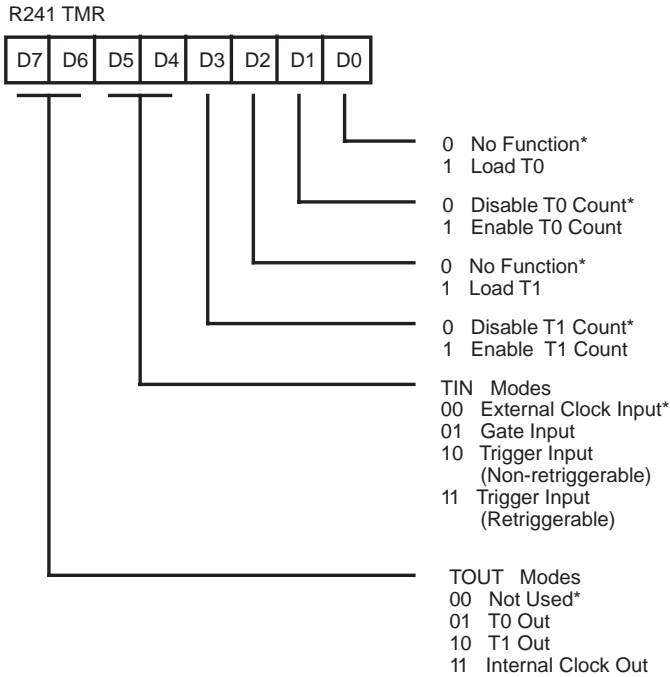 R241 TMR
D7 D6 D5 D4 D3 D2 D1 D0
0 No Function*
1 Load T0
0 Disable T0 Count*
1 Enable T0 Count
0 No Function*
1 Load T1
0 Disable T1 Count*
1 Enable T1 Count
TIN Modes
00 External Clock Input*
01 Gate Input
10 Trigger Input
(Non-retriggerable)
11 Trigger Input
(Retriggerable)
TOUT Modes
00 Not Used*
01 T0 Out
10 T1 Out
11 Internal Clock Out